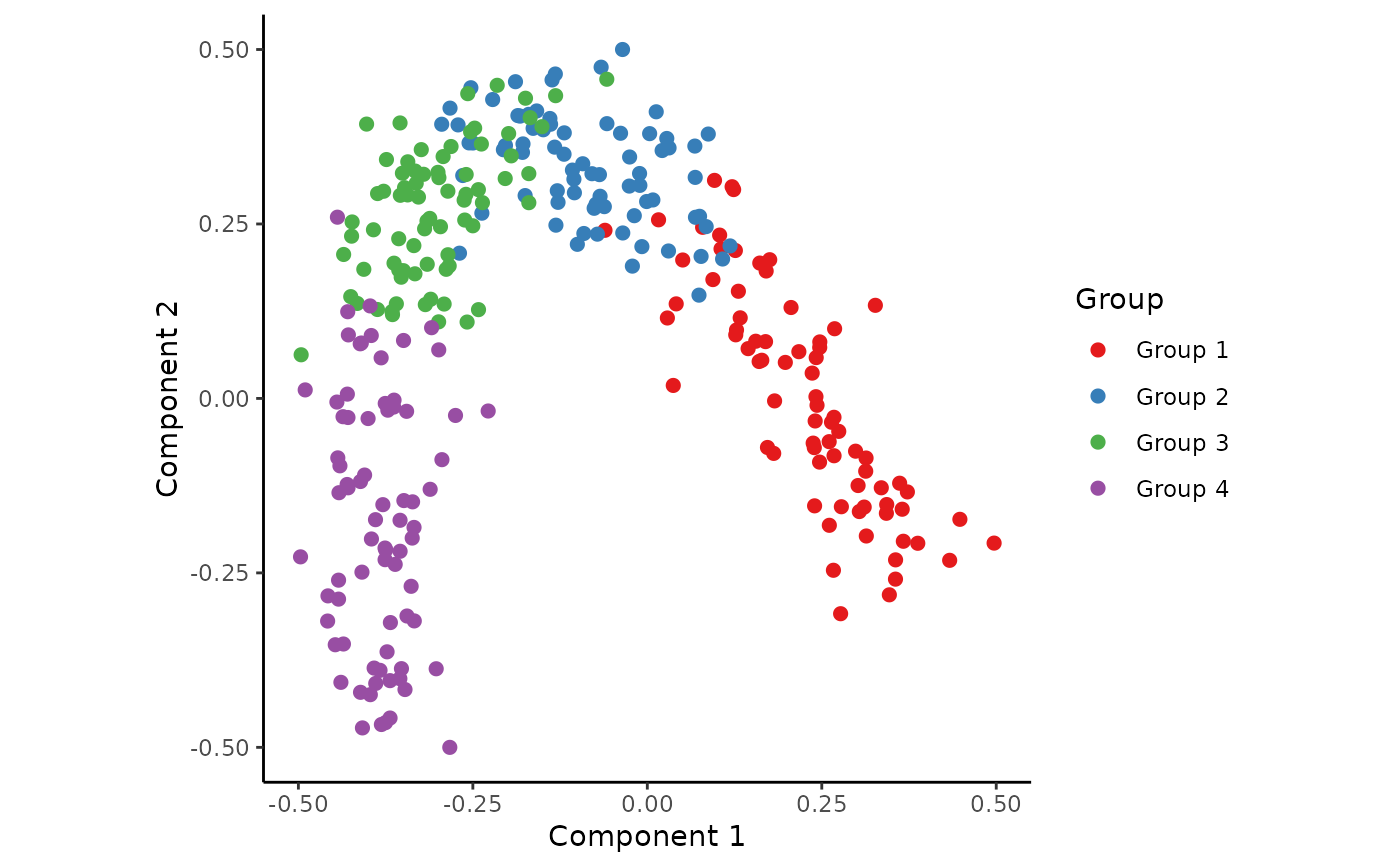 0.50
0.25
0.00
-0.25
-0.50
Component 2
-0.50 -0.25 0.00 0.25 0.50
Component 1
Group
Group 1
Group 2
Group 3
Group 4